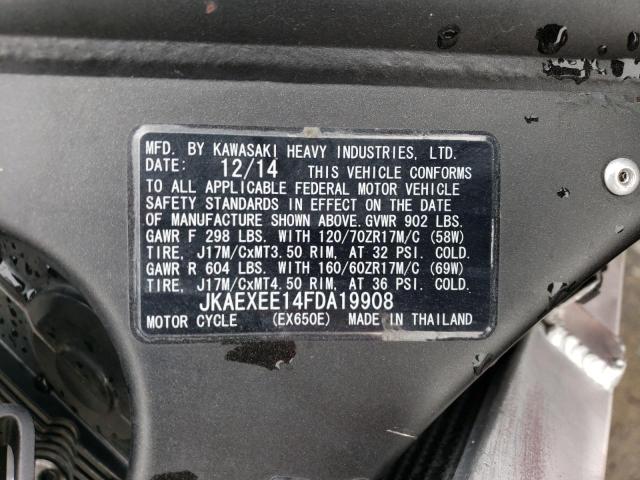 MFD. BY KAWASAKI HEAVY INDUSTRIES, LTD.
DATE: 12/14 THIS VEHICLE CONFORMS
TO ALL APPLICABLE FEDERAL MOTOR VEHICLE
SAFETY STANDARDS IN EFFECT ON THE DATE
OF MANUFACTURE SHOWN ABOVE. GVWR 902 LBS.
GAWR F 298 LBS. WITH 120/70ZR17M/C (58W)
TIRE, J17M/CxMT3.50 RIM, AT 32 PSI. COLD.
GAWR R 604 LBS. WITH 160/60ZR17M/C (69W)
TIRE, J17M/CxMT4.50 RIM, AT 36 PSI. COLD.
JKAEXEE14FDA19908
MOTOR CYCLE (EX650E) MADE IN THAILAND